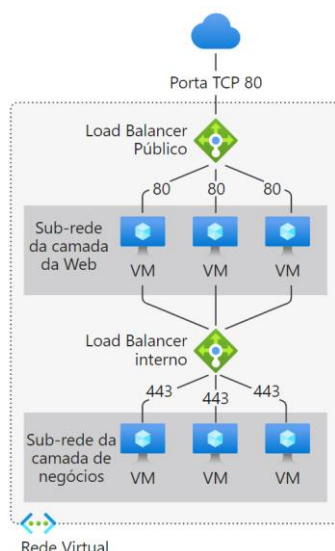 Porta TCP 80
Load Balancer
Público
80
80
80
Sub-rede
da camada
da Web
VM
VM
VM
Load Balancer
interno
443
443
443
Sub-rede da
camada de
negócios
VM
VM
VM
Rede Virtual